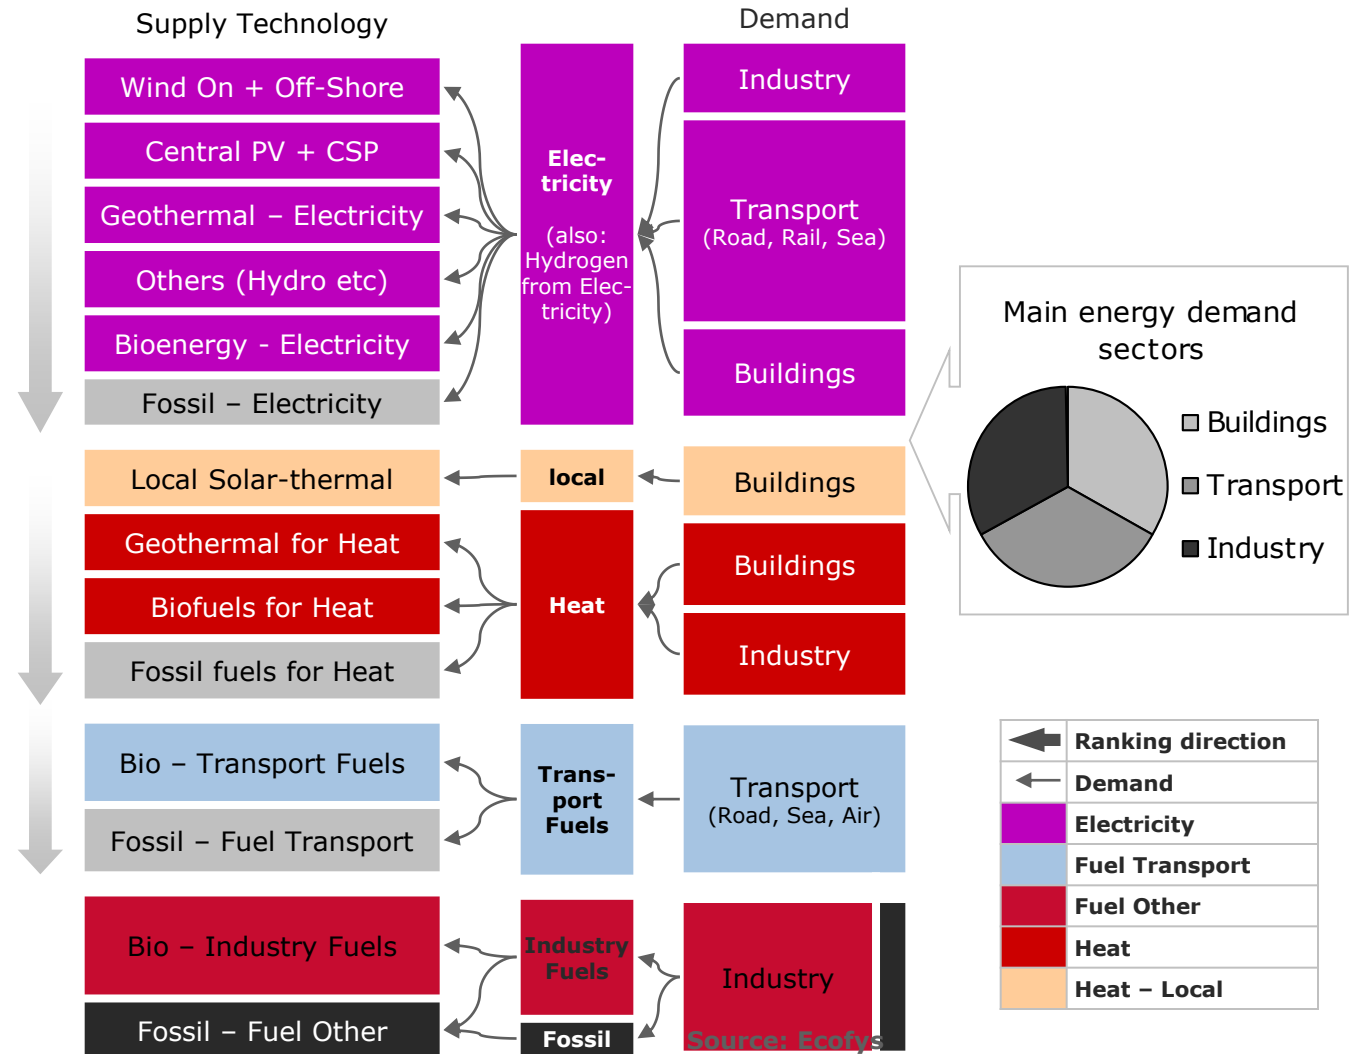 Supply Technology
Demand
Wind On + Off-Shore
Central PV + CSP
Geothermal – Electricity
Others (Hydro etc)
Bioenergy - Electricity
Fossil – Electricity
Elec-
tricity
(also:
Hydrogen
from Elec-
tricity)
Industry
Transport
(Road, Rail, Sea)
Buildings
Local Solar-thermal
local
Buildings
Geothermal for Heat
Biofuels for Heat
Fossil fuels for Heat
Heat
Buildings
Industry
Bio – Transport Fuels
Fossil – Fuel Transport
Trans-
port
Fuels
Transport
(Road, Sea, Air)
Bio – Industry Fuels
Fossil – Fuel Other
Industry
Fuels
Fossil
Industry
Source: Ecofys
Main energy demand
sectors
Buildings
Transport
Industry
Ranking direction
Demand
Electricity
Fuel Transport
Fuel Other
Heat
Heat – Local